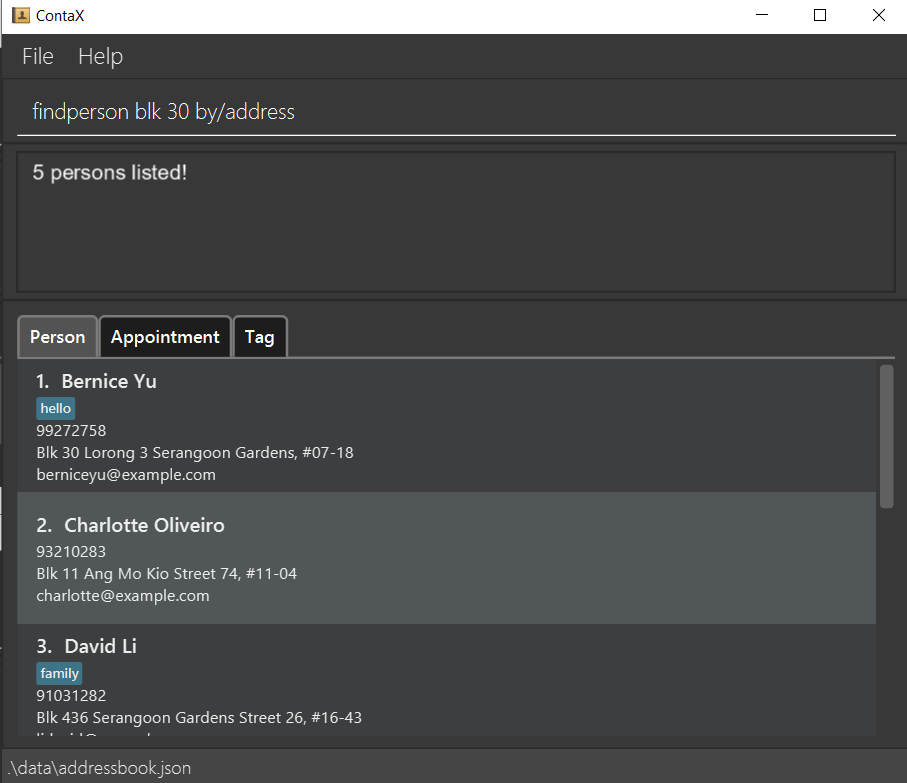 ContaX
File Help
findperson blk 30 by/address
5 persons listed!
Person Appointment Tag
1. Bernice Yu
hello
99272758
Blk 30 Lorong 3 Serangoon Gardens, #07-18
berniceyu@example.com
2. Charlotte Oliveiro
93210283
Blk 11 Ang Mo Kio Street 74, #11-04
charlotte@example.com
3. David Li
family
91031282
Blk 436 Serangoon Gardens Street 26, #16-43
.\data\addressbook.json